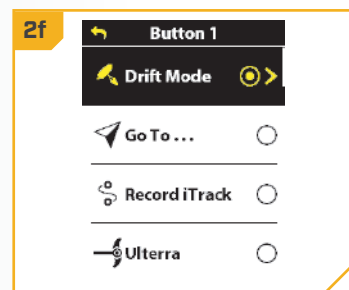 2f
Button 1
Drift Mode
Go To ...
Record iTrack
Ulterra